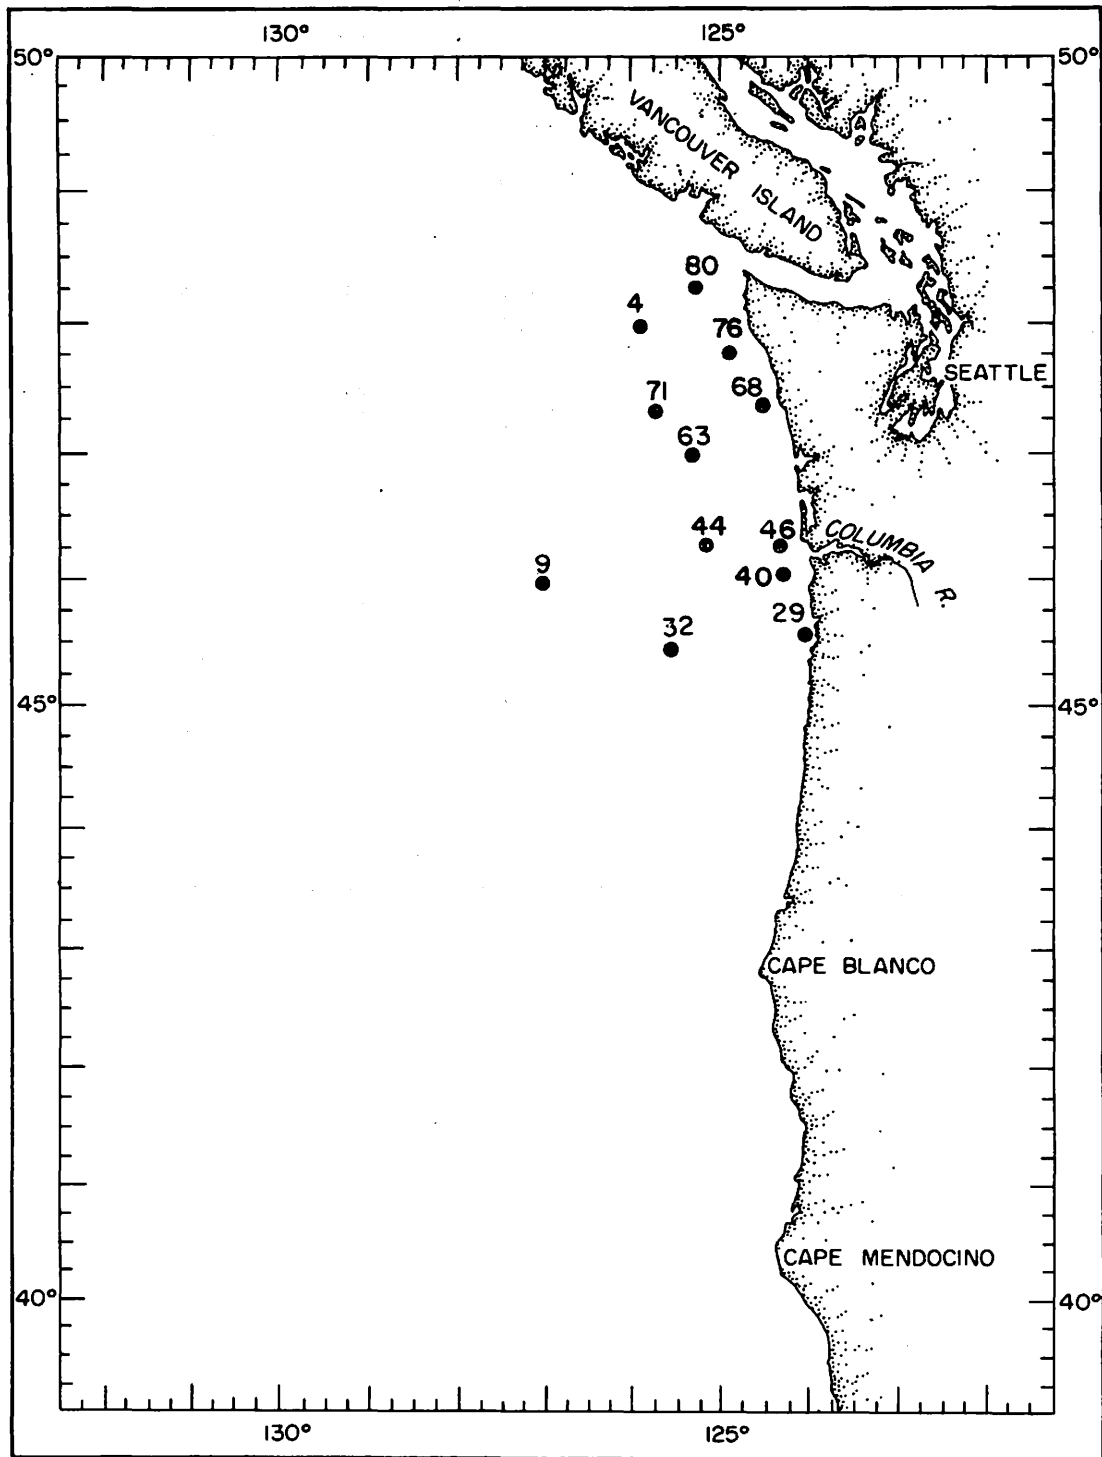 130° 125°
50° 50°
VANCOUVER ISLAND
80
4
76
SEATTLE
71 68
63
44 46 COLUMBIA R.
9 40
32 29
45° 45°
CAPE BLANCO
CAPE MENDOCINO
40° 40°
130° 125°